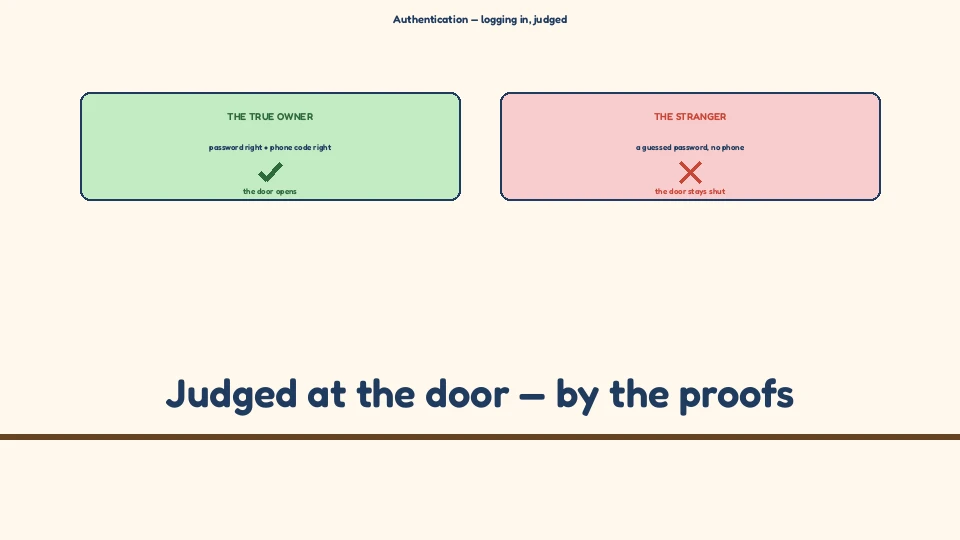 Authentication — logging in, judged
THE TRUE OWNER
password right + phone code right
the door opens
THE STRANGER
a guessed password, no phone
the door stays shut
Judged at the door — by the proofs